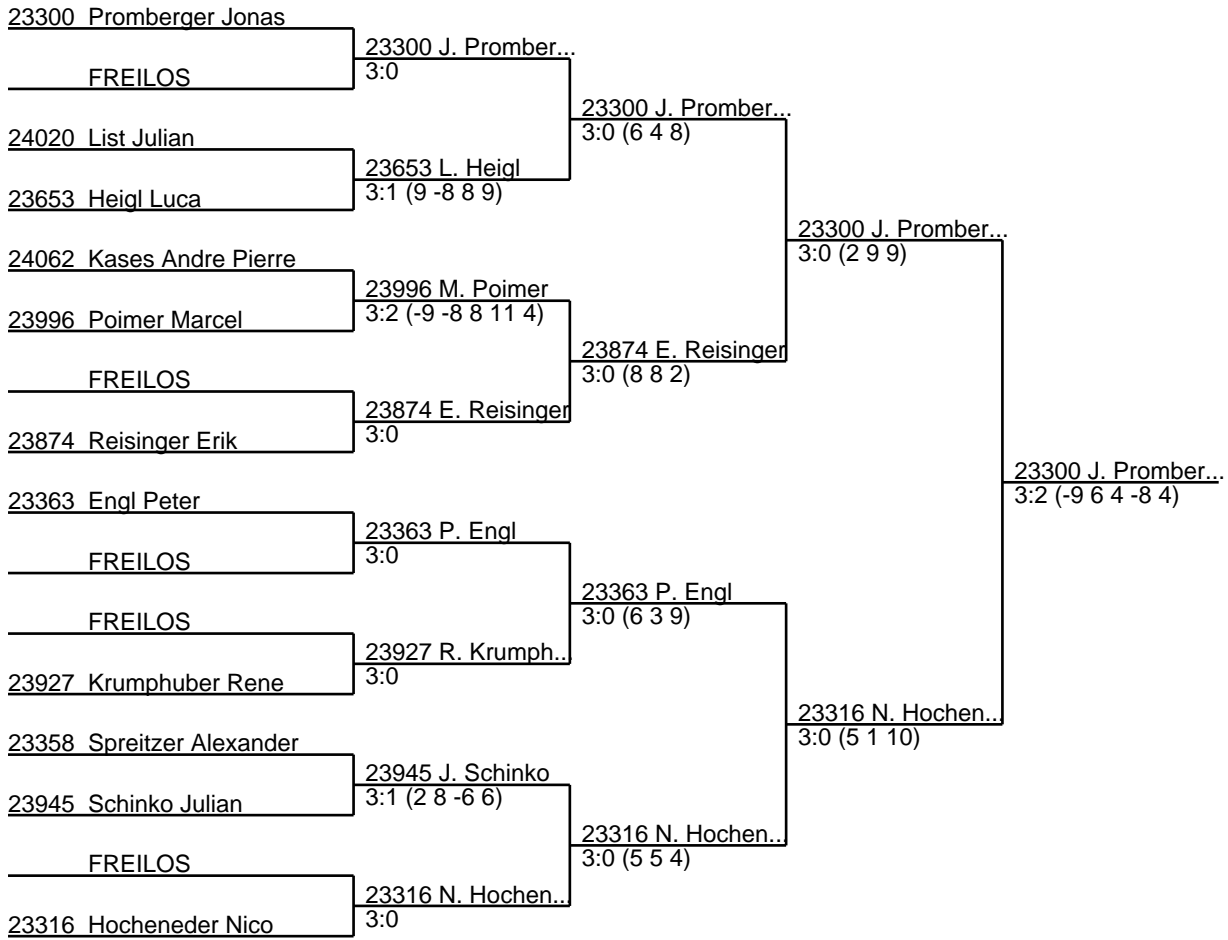 23300 Promberger Jonas
FREILOS
24020 List Julian
23653 Heigl Luca
24062 Kases Andre Pierre
23996 Poimer Marcel
FREILOS
23874 Reisinger Erik
23363 Engl Peter
FREILOS
FREILOS
23927 Krumphuber Rene
23358 Spreitzer Alexander
23945 Schinko Julian
FREILOS
23316 Hocheneder Nico
23300 J. Promber...
3:0
23653 L. Heigl
3:1 (9 -8 8 9)
23996 M. Poimer
3:2 (-9 -8 8 11 4)
23874 E. Reisinger
3:0
23363 P. Engl
3:0
23927 R. Krumph...
3:0
23945 J. Schinko
3:1 (2 8 -6 6)
23316 N. Hochen...
3:0
23300 J. Promber...
3:0 (6 4 8)
23874 E. Reisinger
3:0 (8 8 2)
23363 P. Engl
3:0 (6 3 9)
23316 N. Hochen...
3:0 (5 5 4)
23300 J. Promber...
3:0 (2 9 9)
23316 N. Hochen...
3:0 (5 1 10)
23300 J. Promber...
3:2 (-9 6 4 -8 4)